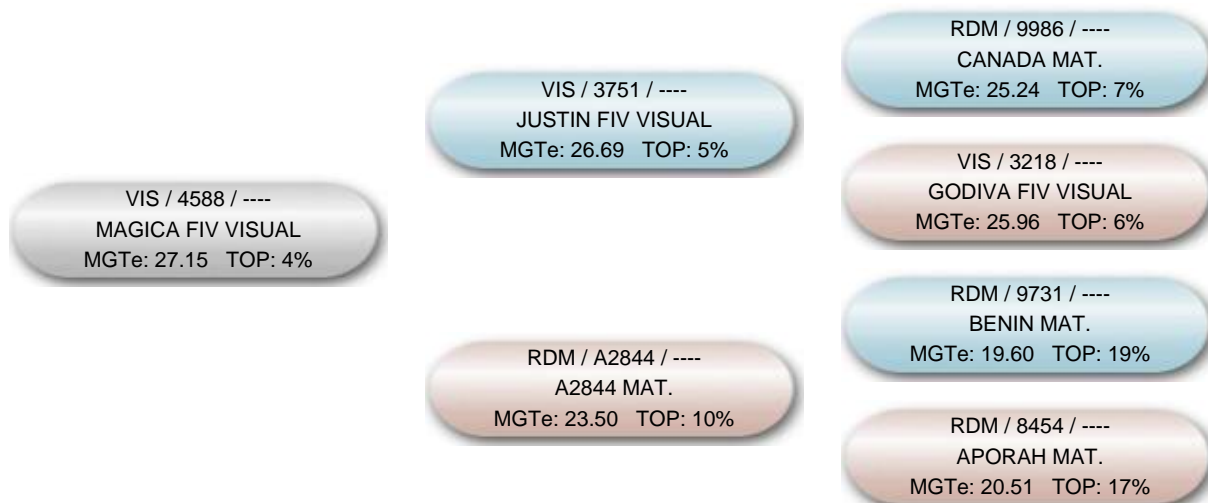 VIS / 4588 / ----
MAGICA FIV VISUAL
MGTe: 27.15 TOP: 4%
VIS / 3751 / ----
JUSTIN FIV VISUAL
MGTe: 26.69 TOP: 5%
RDM / A2844 / ----
A2844 MAT.
MGTe: 23.50 TOP: 10%
RDM / 9986 / ----
CANADA MAT.
MGTe: 25.24 TOP: 7%
VIS / 3218 / ----
GODIVA FIV VISUAL
MGTe: 25.96 TOP: 6%
RDM / 9731 / ----
BENIN MAT.
MGTe: 19.60 TOP: 19%
RDM / 8454 / ----
APORAH MAT.
MGTe: 20.51 TOP: 17%